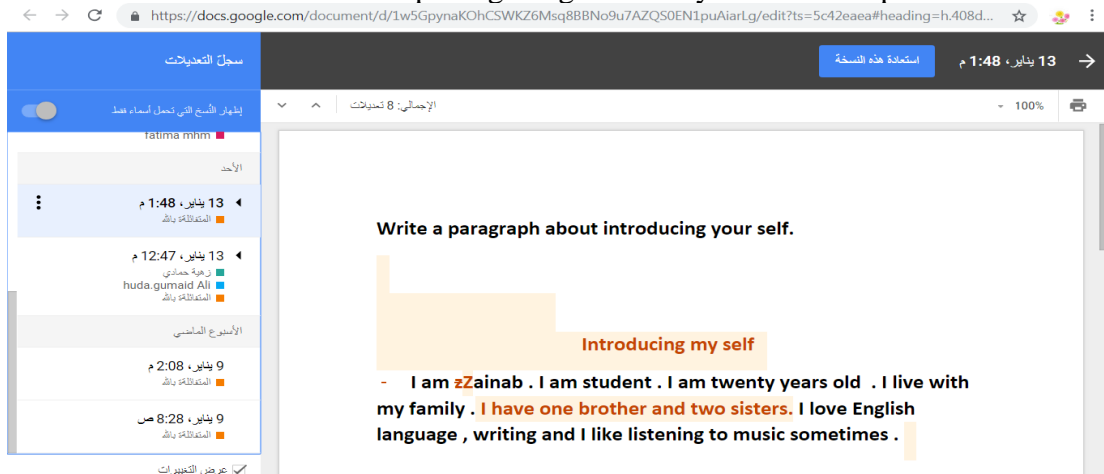 https://docs.google.com/document/d/1w5GpynaKOhCSWKZ6Msq8BBNo9u7AZQS0EN1puAiarLg/edit?ts=5c42eaea#heading=h.408d...
سجلّ التعديلات
استعادة هذه النسخة
13 يناير، 1:48 م
إظهار النُسخ التي تحمل أسماء فقط
الإجمالي: 8 تعديلات
100%
fatima mhm
الأحد
13 يناير، 1:48 م
المتفائلة بالله
13 يناير، 12:47 م
زهية حمادي
huda.gumaid Ali
المتفائلة بالله
الأسبوع الماضي
9 يناير، 2:08 م
المتفائلة بالله
9 يناير، 8:28 ص
المتفائلة بالله
عرض التغييرات
Write a paragraph about introducing your self.
Introducing my self
- I am zZainab . I am student . I am twenty years old . I live with
my family . I have one brother and two sisters. I love English
language , writing and I like listening to music sometimes .